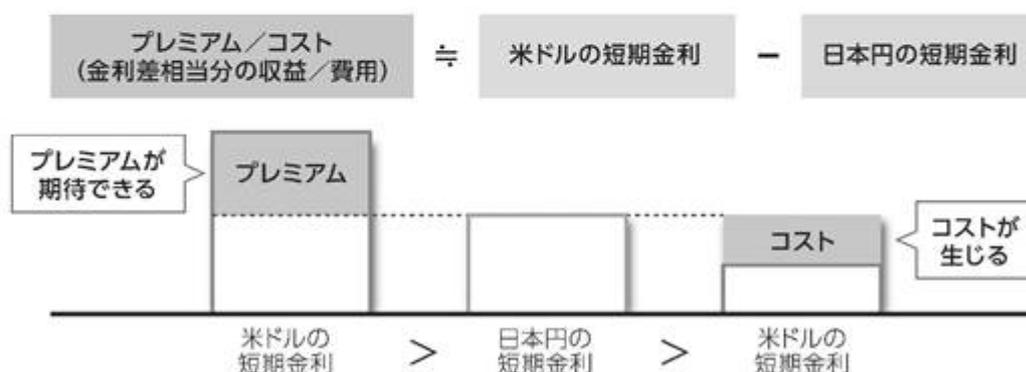 プレミアム／コスト
（金利差相当分の収益／費用）
≒
米ドルの短期金利
−
日本円の短期金利
プレミアムが
期待できる
プレミアム
コスト
コストが
生じる
米ドルの
短期金利
＞
日本円の
短期金利
＞
米ドルの
短期金利